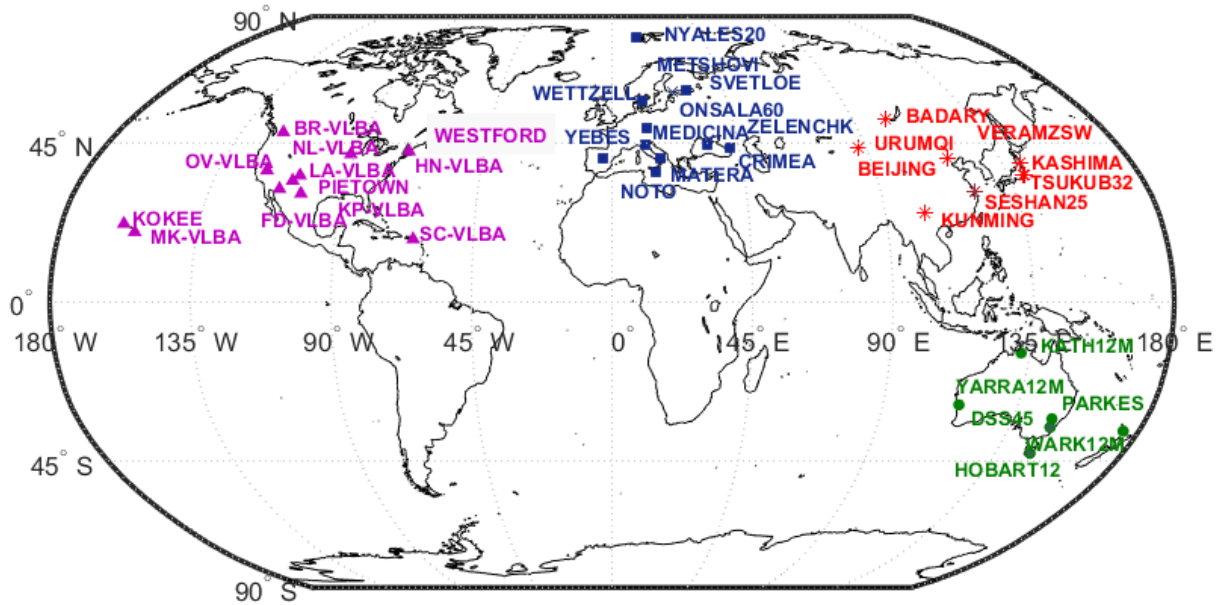 90° N
NYALES20
METSHOVI
SVETLOE
WETTZELL
ONSALA60
BR-VLBA
WESTFORD
YEBES
MEDICINA
ZELENCHK
BADARY
VERAMZSW
45° N
NL-VLBA
URUMQI
OV-VLBA
HN-VLBA
CRIMEA
BEIJING
KASHIMA
LA-VLBA
MATERA
TSUKUB32
PIETOWN
NOTO
SESHAN25
KOKEE
FD-VLBA
KP-VLBA
KUNMING
MK-VLBA
SC-VLBA
0°
180° W
135° W
90° W
45° W
0°
45° E
90° E
135° E
180° E
KATH12M
YARRA12M
DSS45
PARKES
WARK12M
45° S
HOBART12
90° S